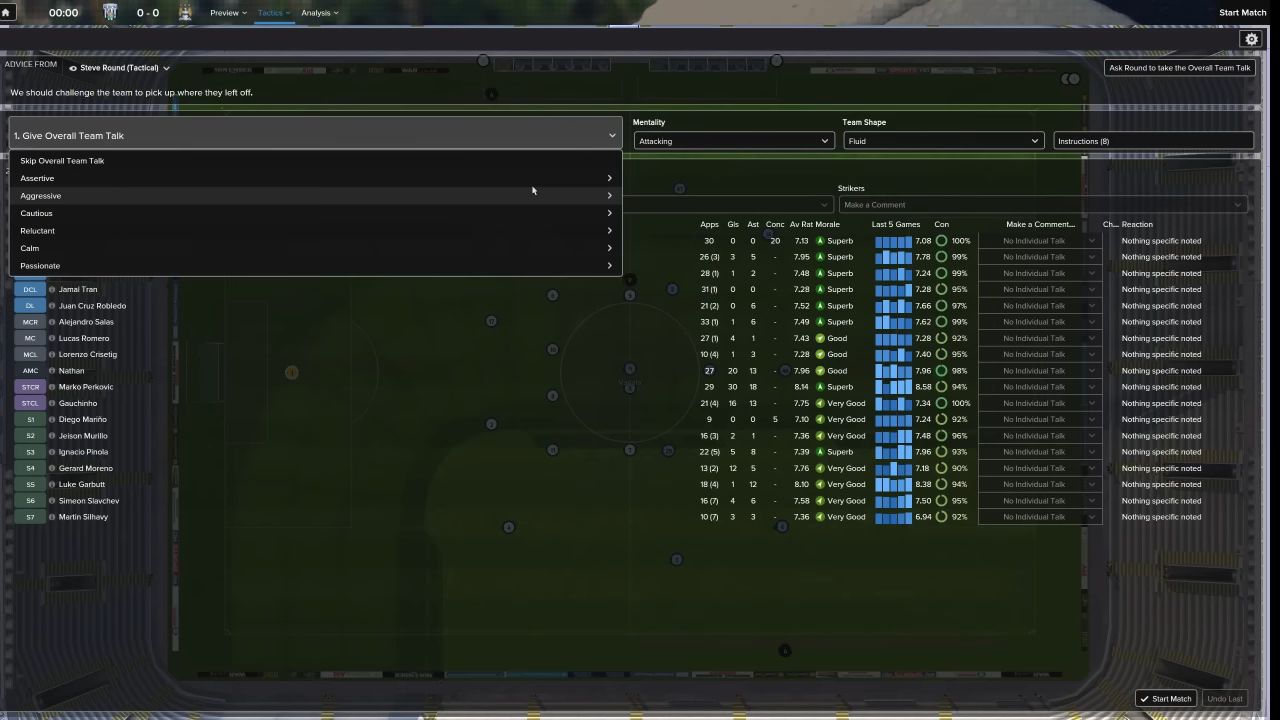 00:00 0 - 0 Preview Tactics Analysis Start Match
ADVICE FROM Steve Round (Tactical) Ask Round to take the Overall Team Talk
We should challenge the team to pick up where they left off.
Mentality Team Shape
1. Give Overall Team Talk Attacking Fluid Instructions (8)
Skip Overall Team Talk
Assertive
Aggressive Strikers
Cautious Make a Comment
Reluctant
Calm
Passionate
Apps Gls Ast Conc Av Rat Morale Last 5 Games Con Make a Comment... Ch... Reaction
30 0 0 20 7.13 Superb 7.08 100% No Individual Talk Nothing specific noted
26 (3) 3 5 - 7.95 Superb 7.78 99% No Individual Talk Nothing specific noted
28 (1) 1 2 - 7.48 Superb 7.24 99% No Individual Talk Nothing specific noted
DCL Jamal Tran 31 (1) 0 0 - 7.28 Superb 7.28 95% No Individual Talk Nothing specific noted
DL Juan Cruz Robledo 21 (2) 0 6 - 7.52 Superb 7.66 97% No Individual Talk Nothing specific noted
MCR Alejandro Salas 33 (1) 1 6 - 7.49 Superb 7.62 99% No Individual Talk Nothing specific noted
MC Lucas Romero 27 (1) 4 1 - 7.43 Good 7.28 92% No Individual Talk Nothing specific noted
MCL Lorenzo Crisetig 10 (4) 1 3 - 7.28 Good 7.40 95% No Individual Talk Nothing specific noted
AMC Nathan 27 20 13 - 7.96 Good 7.96 98% No Individual Talk Nothing specific noted
STCR Marko Perkovic 29 30 18 - 8.14 Superb 8.58 94% No Individual Talk Nothing specific noted
STCL Gauchinho 21 (4) 16 13 - 7.75 Very Good 7.34 100% No Individual Talk Nothing specific noted
S1 Diego Mariño 9 0 0 5 7.10 Very Good 7.24 92% No Individual Talk Nothing specific noted
S2 Jeison Murillo 16 (3) 2 1 - 7.36 Very Good 7.48 96% No Individual Talk Nothing specific noted
S3 Ignacio Pinola 22 (5) 5 8 - 7.39 Superb 7.96 93% No Individual Talk Nothing specific noted
S4 Gerard Moreno 13 (2) 12 5 - 7.76 Very Good 7.18 90% No Individual Talk Nothing specific noted
S5 Luke Garbutt 18 (4) 1 12 - 8.10 Very Good 8.38 94% No Individual Talk Nothing specific noted
S6 Simeon Slavchev 16 (7) 4 6 - 7.58 Very Good 7.50 95% No Individual Talk Nothing specific noted
S7 Martin Silhavy 10 (7) 3 3 - 7.36 Very Good 6.94 92% No Individual Talk Nothing specific noted
Start Match Undo Last